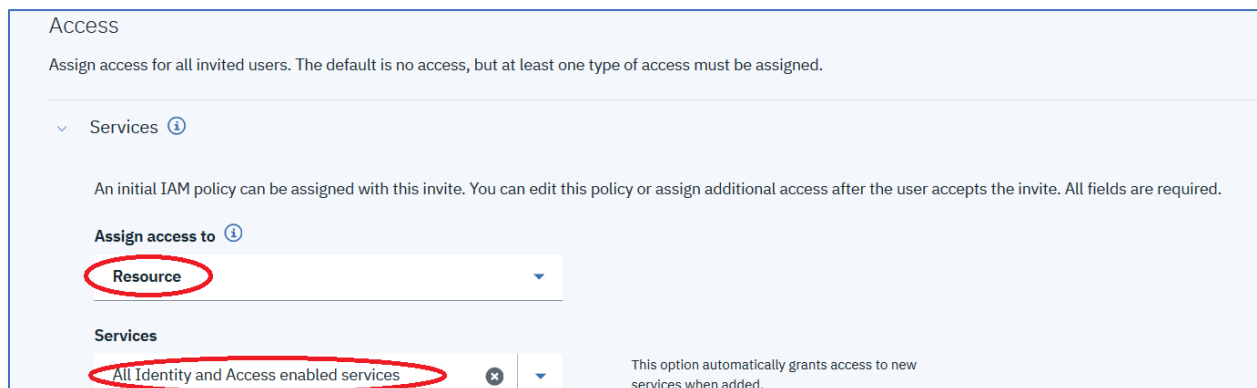 Access
Assign access for all invited users. The default is no access, but at least one type of access must be assigned.
Services
An initial IAM policy can be assigned with this invite. You can edit this policy or assign additional access after the user accepts the invite. All fields are required.
Assign access to
Resource
Services
All Identity and Access enabled services
This option automatically grants access to new
services when added.